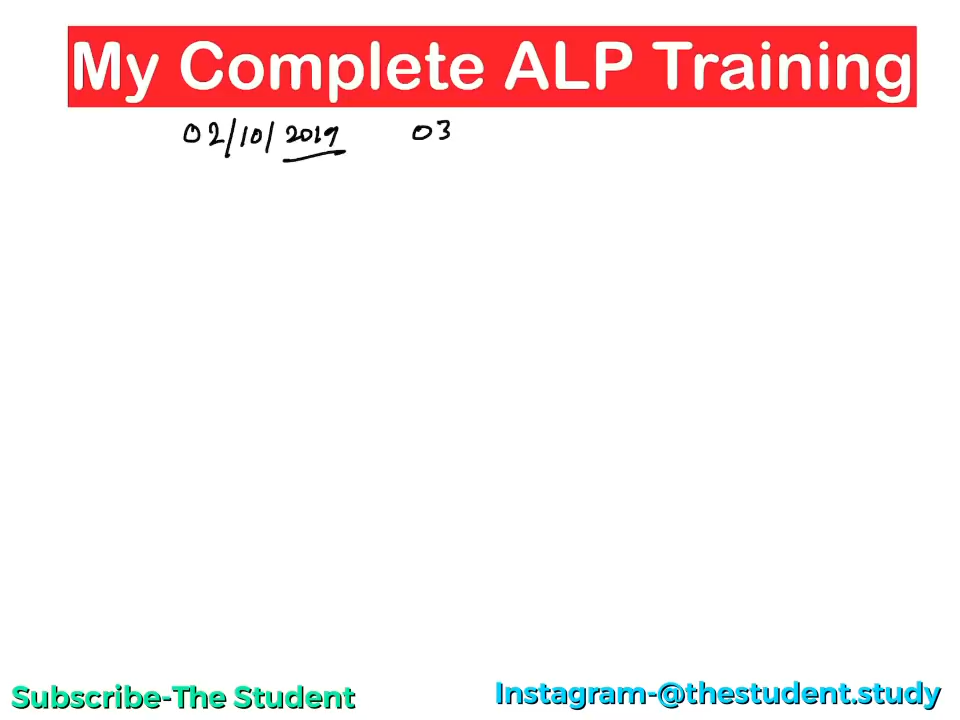 My Complete ALP Training
02/10/2019 03
Subscribe-The Student
Instagram-@thestudent.study